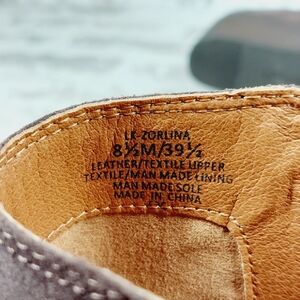 LK-ZORLINA
8½M/39½
LEATHER/TEXTILE UPPER
TEXTILE/MAN MADE LINING
MAN MADE SOLE
MADE IN CHINA